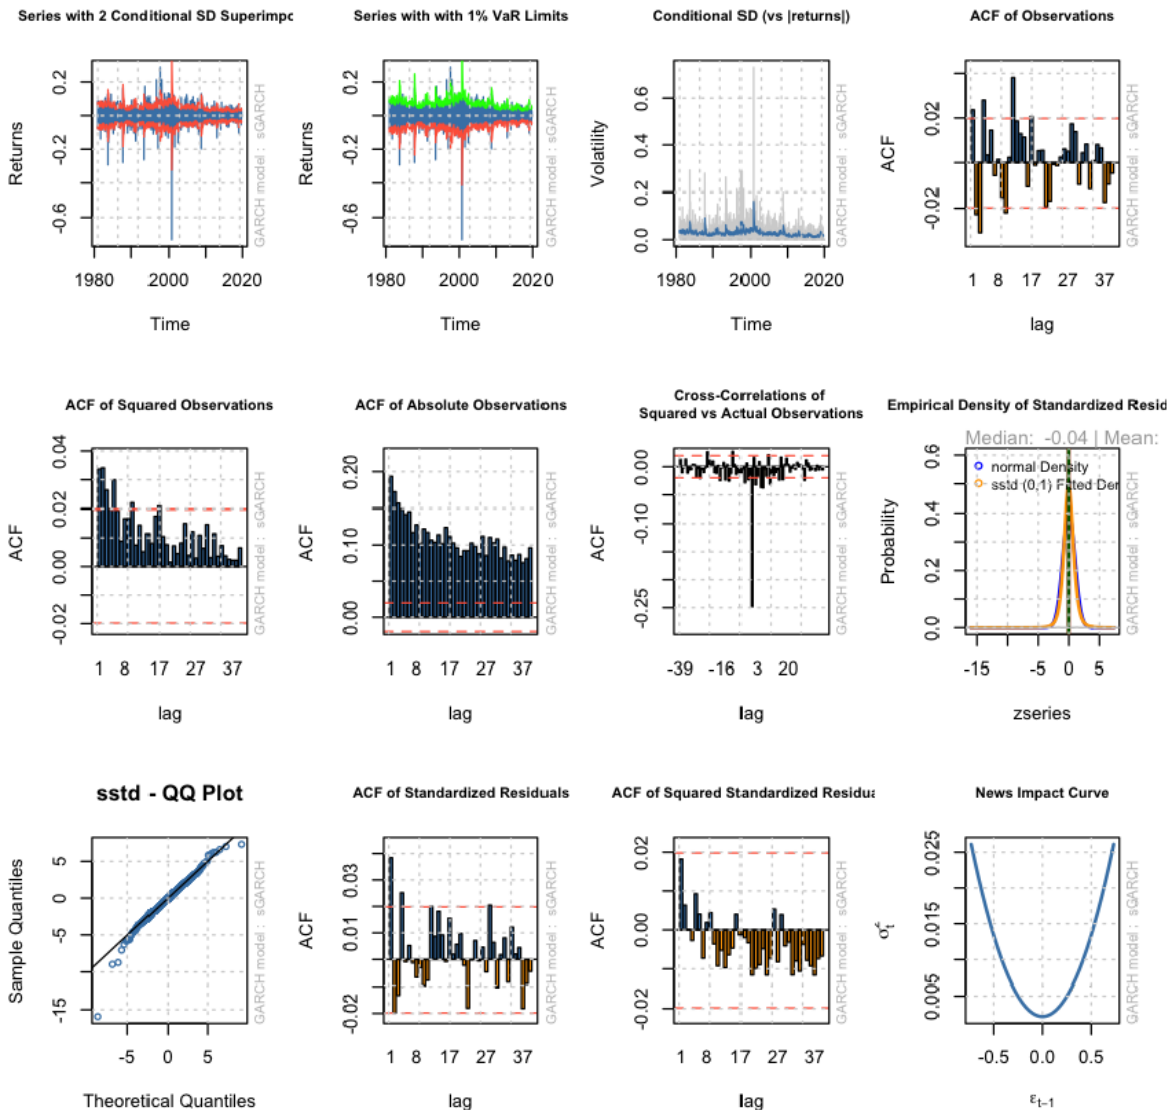 Series with 2 Conditional SD Superimpo
Returns
0.2
-0.2
-0.6
1980 2000 2020
Time
GARCH model : sGARCH
Series with with 1% VaR Limits
Returns
0.2
-0.2
-0.6
1980 2000 2020
Time
GARCH model : sGARCH
Conditional SD (vs |returns|)
Volatility
0.6
0.4
0.2
0.0
1980 2000 2020
Time
GARCH model : sGARCH
ACF of Observations
ACF
0.02
-0.02
1 8 17 27 37
lag
GARCH model : sGARCH
ACF of Squared Observations
ACF
0.04
0.02
0.00
-0.02
1 8 17 27 37
lag
GARCH model : sGARCH
ACF of Absolute Observations
ACF
0.20
0.10
0.00
1 8 17 27 37
lag
GARCH model : sGARCH
Cross-Correlations of
Squared vs Actual Observations
ACF
0.00
-0.10
-0.25
-39 -16 3 20
lag
GARCH model : sGARCH
Empirical Density of Standardized Resid
Median: -0.04 | Mean:
normal Density
sstd (0,1) Fitted Den
Probability
0.6
0.4
0.2
0.0
-15 -5 0 5
zseries
GARCH model : sGARCH
sstd - QQ Plot
Sample Quantiles
5
0
-5
-15
-5 0 5
Theoretical Quantiles
GARCH model : sGARCH
ACF of Standardized Residuals
ACF
0.03
0.01
-0.02
1 8 17 27 37
lag
GARCH model : sGARCH
ACF of Squared Standardized Residua
ACF
0.02
0.00
-0.02
1 8 17 27 37
lag
GARCH model : sGARCH
News Impact Curve
0.025
0.015
0.005
-0.5 0.0 0.5
εt−1
GARCH model : sGARCH